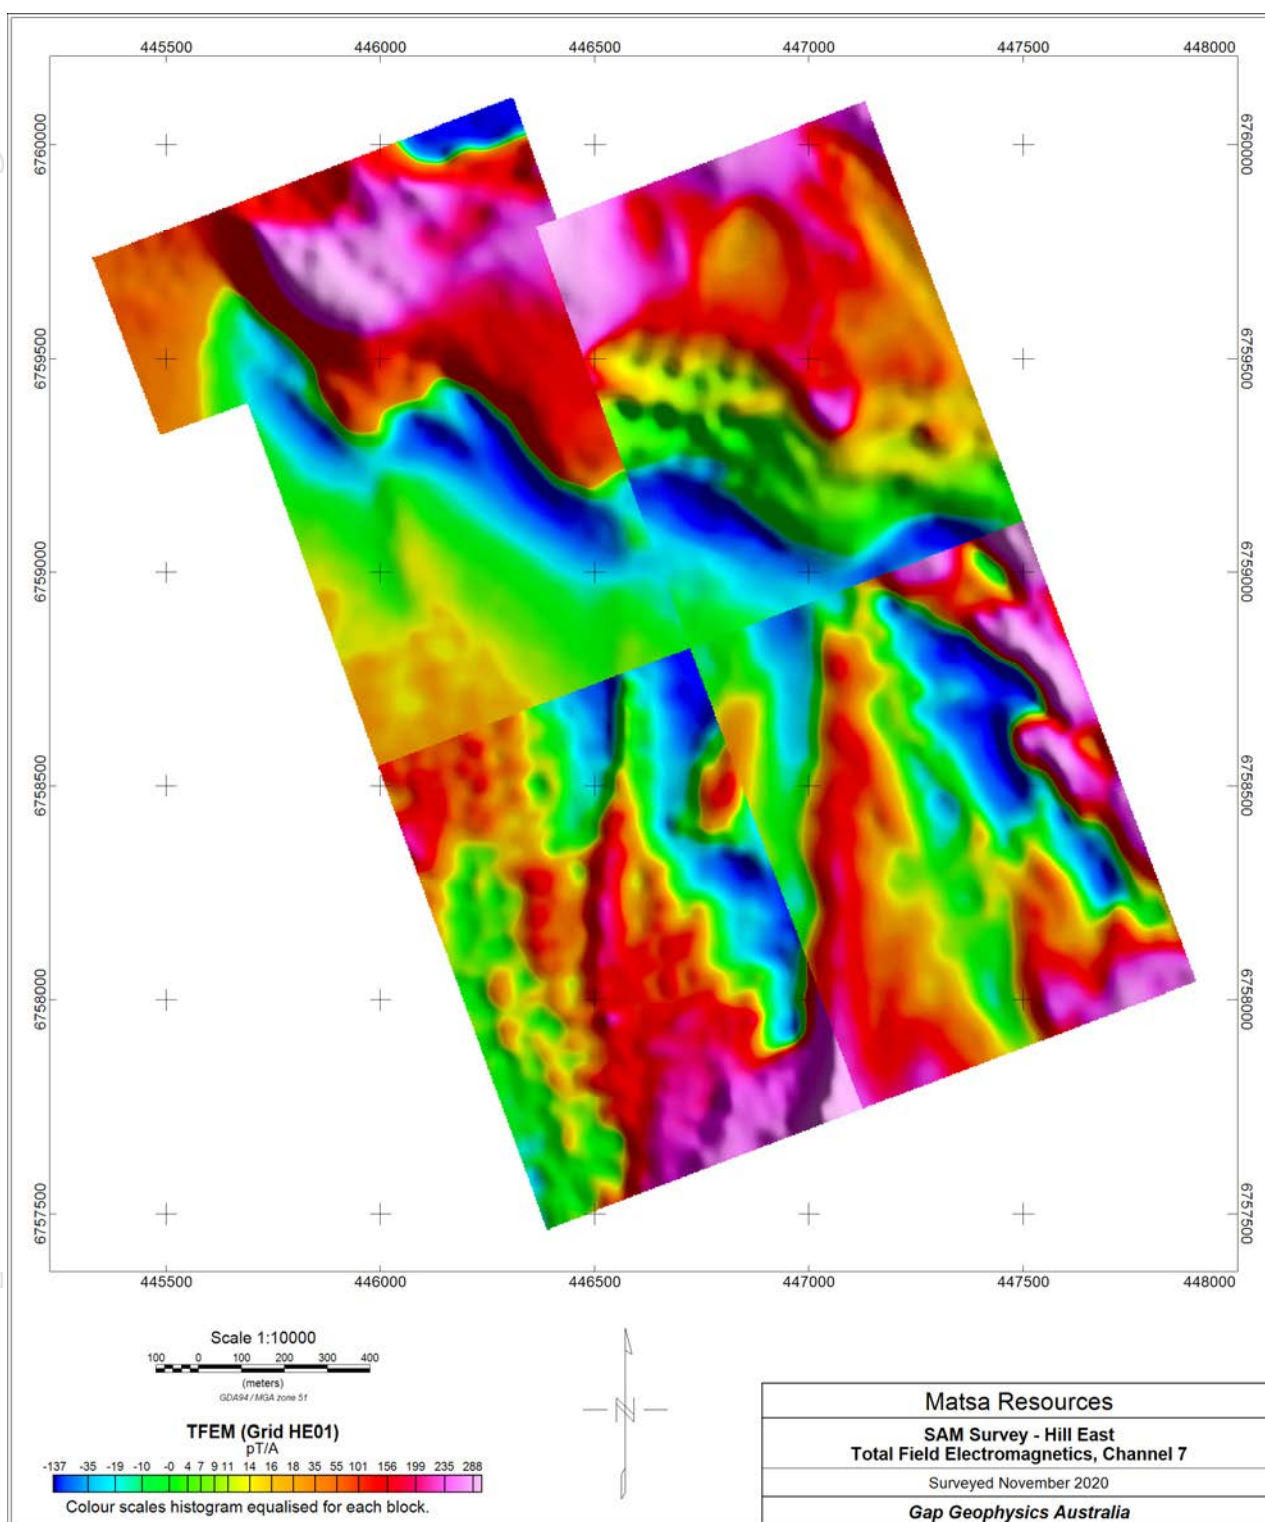 445500 446000 446500 447000 447500 448000
6760000 6760000
6759500 6759500
6759000 6759000
6758500 6758500
6758000 6758000
6757500 6757500
445500 446000 446500 447000 447500 448000
Scale 1:10000
100 0 100 200 300 400
(meters)
GDA94 / MGA zone 51
N
TFEM (Grid HE01)
pT/A
-137 -35 -19 -10 -0 4 7 9 11 14 16 18 35 55 101 156 199 235 288
Colour scales histogram equalised for each block.
Matsa Resources
SAM Survey - Hill East
Total Field Electromagnetics, Channel 7
Surveyed November 2020
Gap Geophysics Australia